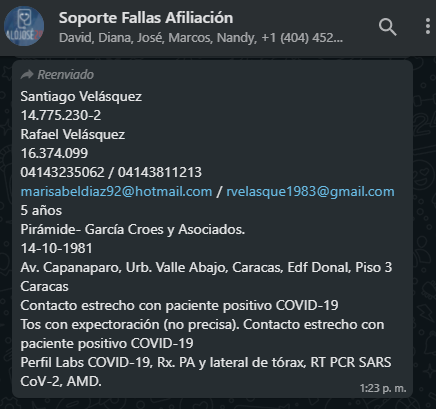 Soporte Fallas Afiliación
David, Diana, José, Marcos, Nandy, +1 (404) 452...
ALÓJOSÉ
Reenviado
Santiago Velásquez
14.775.230-2
Rafael Velásquez
16.374.099
04143235062 / 04143811213
marisabeldiaz92@hotmail.com / rvelasque1983@gmail.com
5 años
Pirámide- García Croes y Asociados.
14-10-1981
Av. Capanaparo, Urb. Valle Abajo, Caracas, Edf Donal, Piso 3
Caracas
Contacto estrecho con paciente positivo COVID-19
Tos con expectoración (no precisa). Contacto estrecho con
paciente positivo COVID-19
Perfil Labs COVID-19, Rx. PA y lateral de tórax, RT PCR SARS
CoV-2, AMD.
1:23 p. m.